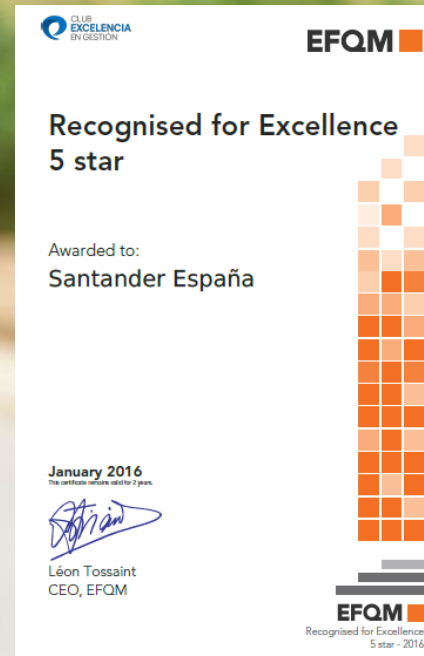 CLUB
EXCELENCIA
EN GESTIÓN
EFQM
Recognised for Excellence
5 star
Awarded to:
Santander España
January 2016
This certificate remains valid for 2 years.
Léon Tossaint
CEO, EFQM
EFQM
Recognised for Excellence
5 star - 2016